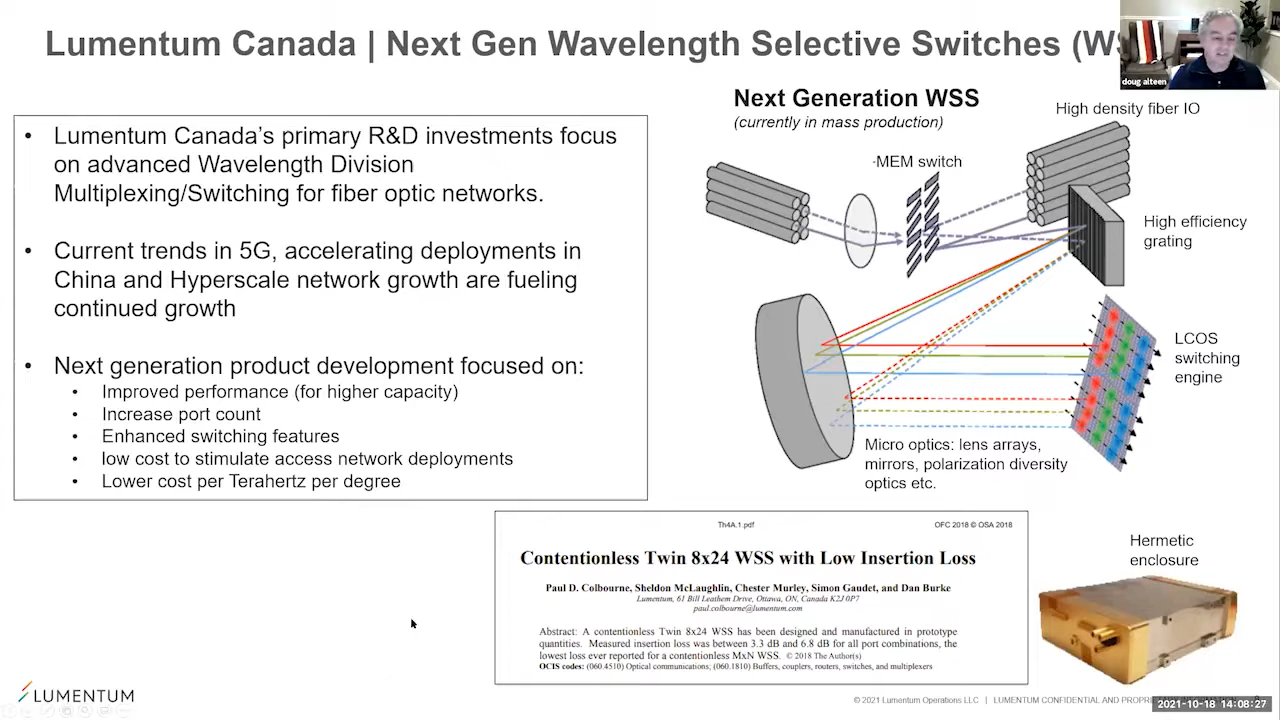 Lumentum Canada | Next Gen Wavelength Selective Switches (WS
doug alteen
• Lumentum Canada's primary R&D investments focus
on advanced Wavelength Division
Multiplexing/Switching for fiber optic networks.
• Current trends in 5G, accelerating deployments in
China and Hyperscale network growth are fueling
continued growth
• Next generation product development focused on:
• Improved performance (for higher capacity)
• Increase port count
• Enhanced switching features
• low cost to stimulate access network deployments
• Lower cost per Terahertz per degree
Next Generation WSS
(currently in mass production)
High density fiber IO
·MEM switch
High efficiency
grating
LCOS
switching
engine
Micro optics: lens arrays,
mirrors, polarization diversity
optics etc.
Th4A.1.pdf
OFC 2018 © OSA 2018
Contentionless Twin 8x24 WSS with Low Insertion Loss
Paul D. Colbourne, Sheldon McLaughlin, Chester Murley, Simon Gaudet, and Dan Burke
Lumentum, 61 Bill Leathem Drive, Ottawa, ON, Canada K2J 0P7
paul.colbourne@lumentum.com
Abstract: A contentionless Twin 8x24 WSS has been designed and manufactured in prototype
quantities. Measured insertion loss was between 3.3 dB and 6.8 dB for all port combinations, the
lowest loss ever reported for a contentionless MxN WSS. © 2018 The Author(s)
OCIS codes: (060.4510) Optical communications; (060.1810) Buffers, couplers, routers, switches, and multiplexers
Hermetic
enclosure
LUMENTUM
© 2021 Lumentum Operations LLC | LUMENTUM CONFIDENTIAL AND
2021-10-18 14:08:27